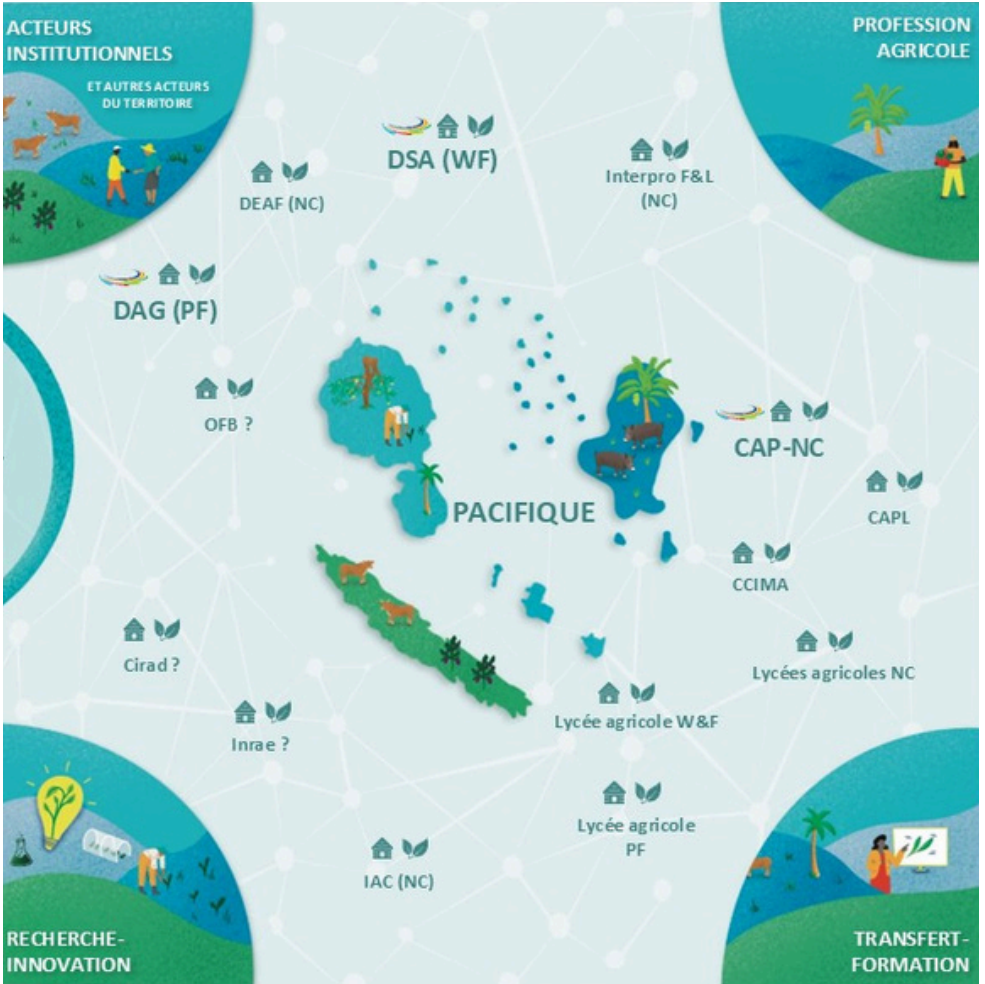 ACTEURS
INSTITUTIONNELS
ET AUTRES ACTEURS
DU TERRITOIRE
PROFESSION
AGRICOLE
DSA (WF)
Interpro F&L
(NC)
DEAF (NC)
DAG (PF)
OFB ?
CAP-NC
CAPL
PACIFIQUE
CCIMA
Cirad ?
Lycées agricoles NC
Inrae ?
Lycée agricole W&F
Lycée agricole
PF
IAC (NC)
RECHERCHE-
INNOVATION
TRANSFERT-
FORMATION